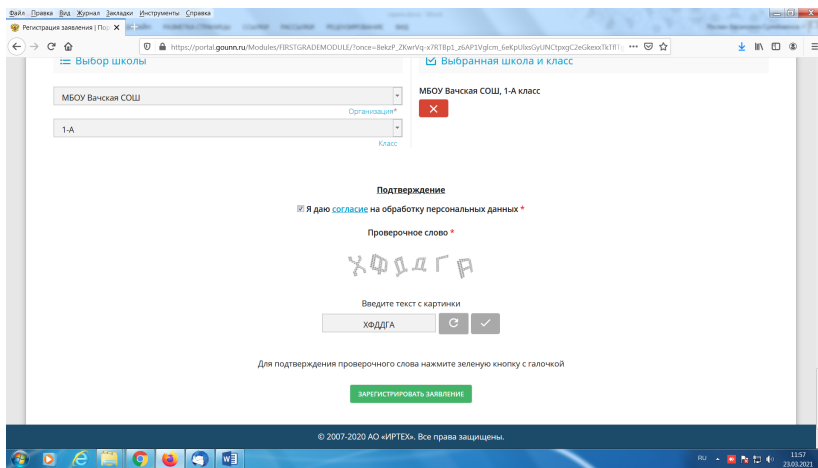 Файл Правка Вид Журнал Закладки Инструменты Справка
Регистрация заявления | Пор
https://portal.gounn.ru/Modules/FIRSTGRADEMODULE/?once=
Выбор школы
Выбранная школа и класс
МБОУ Вачская СОШ
Организация*
1-А
Класс
МБОУ Вачская СОШ, 1-А класс
Подтверждение
Я даю согласие на обработку персональных данных *
Проверочное слово *
ХФДДГА
Введите текст с картинки
ХФДДГА
Для подтверждения проверочного слова нажмите зеленую кнопку с галочкой
ЗАРЕГИСТРИРОВАТЬ ЗАЯВЛЕНИЕ
© 2007-2020 АО «ИРТЕХ». Все права защищены.
RU
11:57
23.03.2021